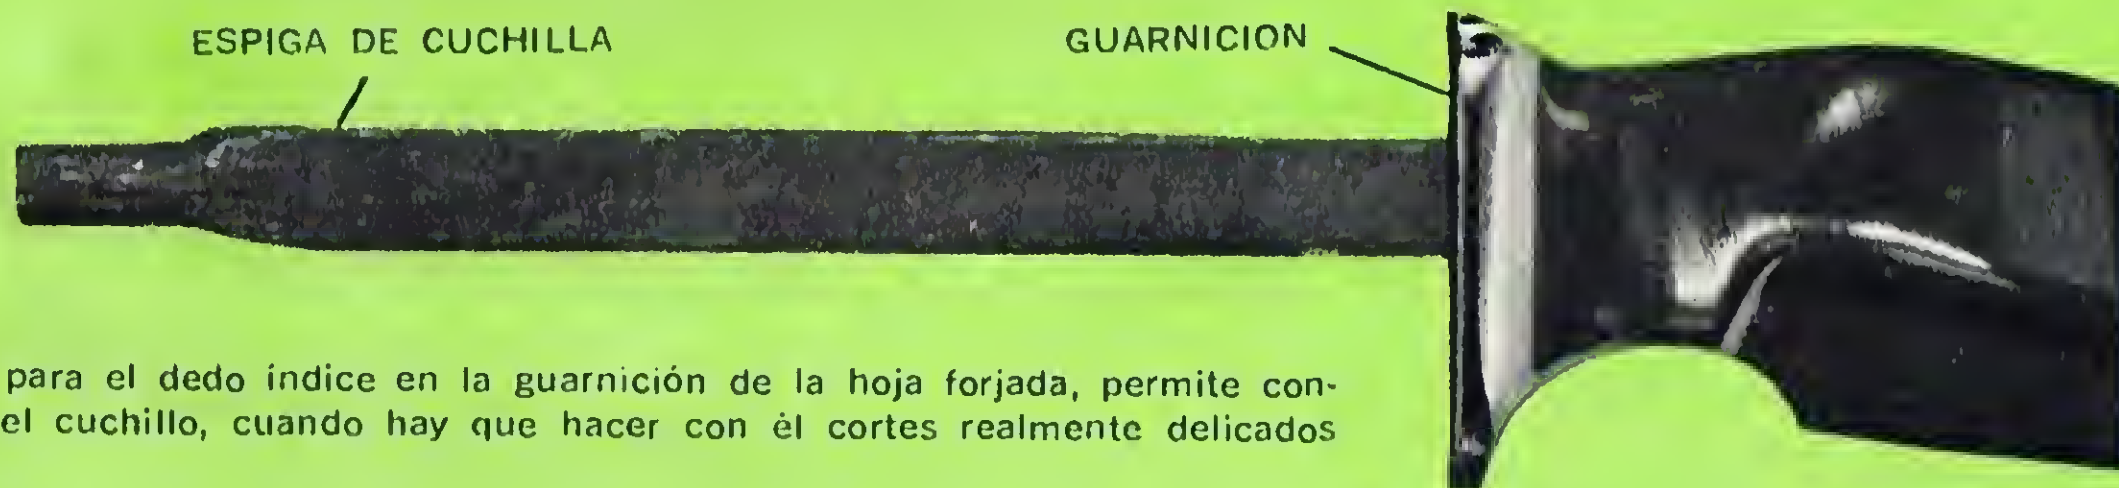 ESPIGA DE CUCHILLA
GUARNICION
para el dedo índice en la guarnición de la hoja forjada, permite con-
el cuchillo, cuando hay que hacer con él cortes realmente delicados